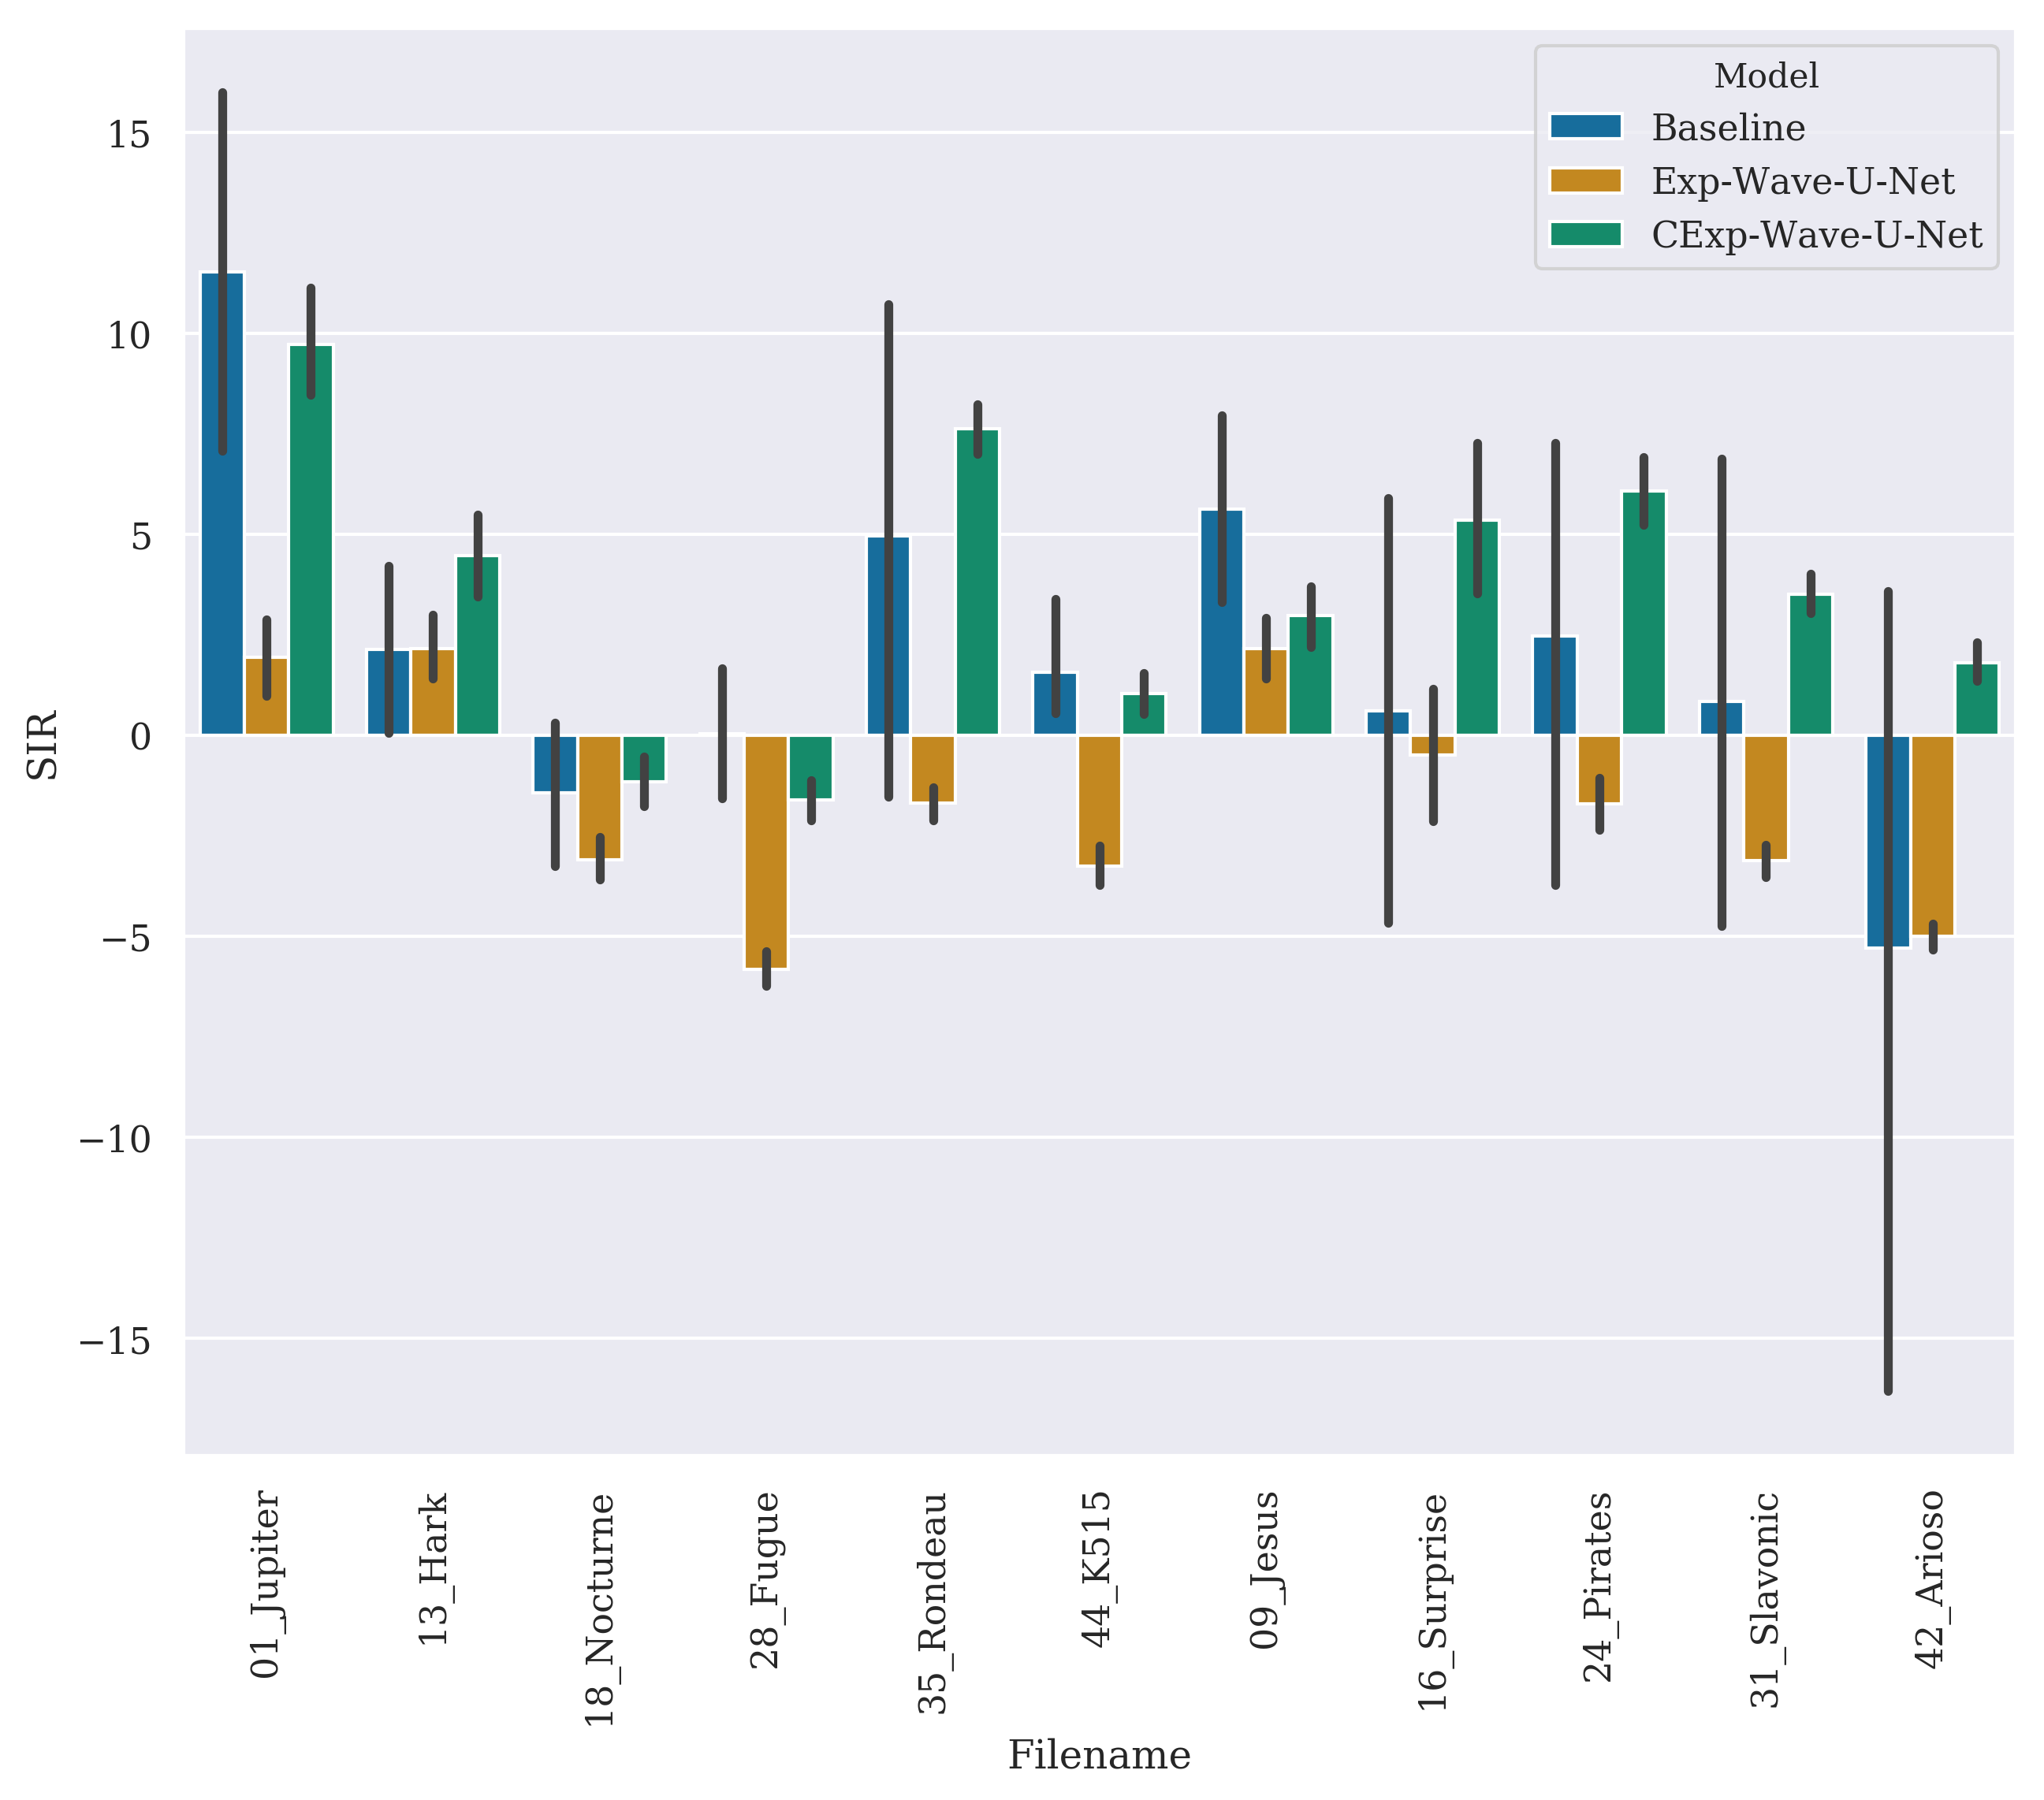 Model
Baseline
Exp-Wave-U-Net
CExp-Wave-U-Net
15
10
5
0
−5
−10
−15
SIR
01_Jupiter
13_Hark
18_Nocturne
28_Fugue
35_Rondeau
44_K515
09_Jesus
16_Surprise
24_Pirates
31_Slavonic
42_Arioso
Filename